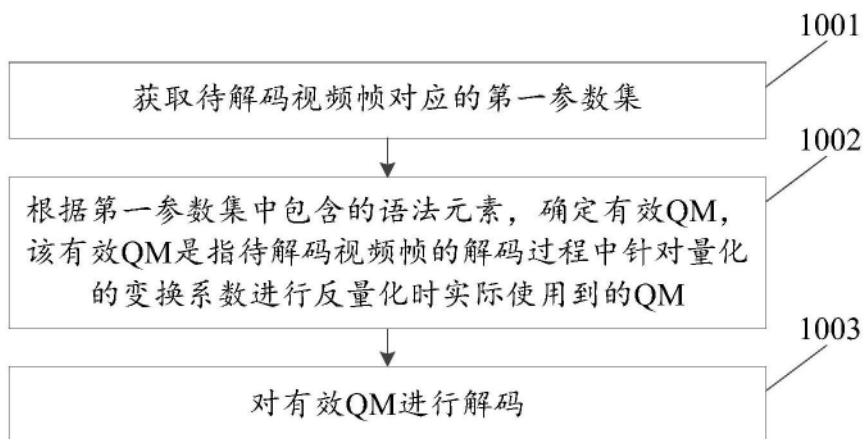 1001
获取待解码视频帧对应的第一参数集
1002
根据第一参数集中包含的语法元素，确定有效QM，
该有效QM是指待解码视频帧的解码过程中针对量化
的变换系数进行反量化时实际使用到的QM
1003
对有效QM进行解码